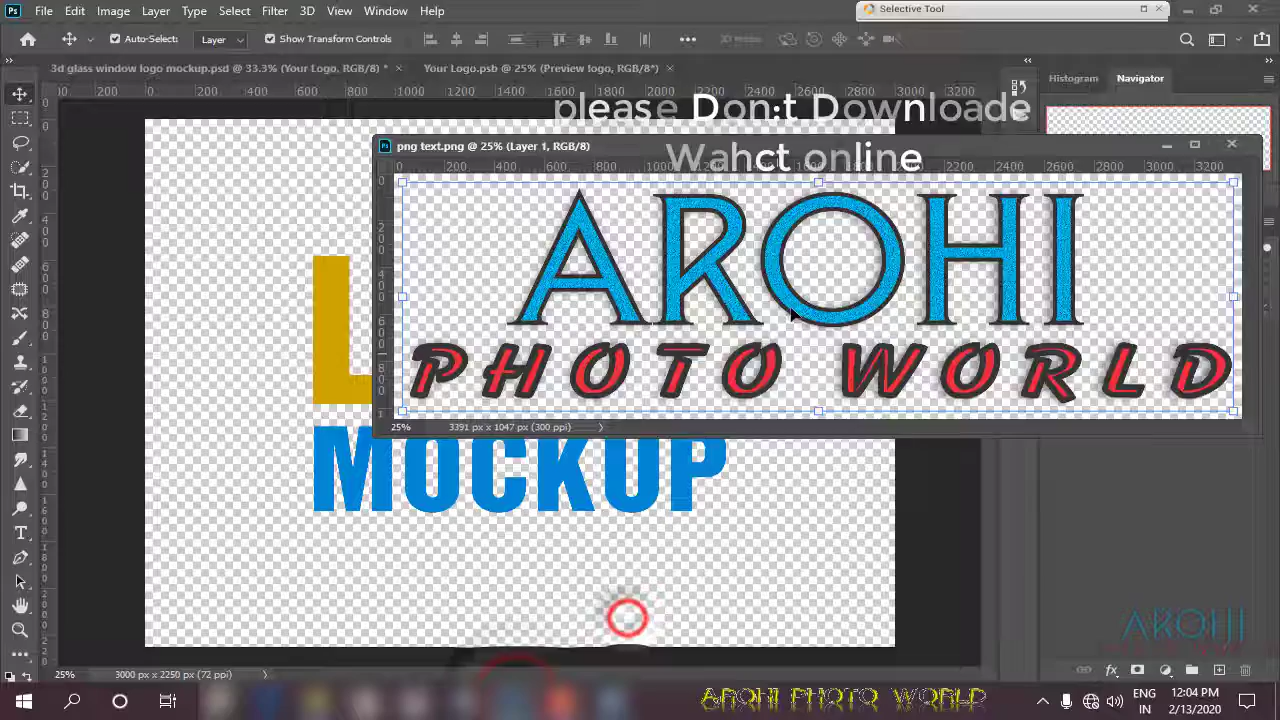 File Edit Image Layer Type Select Filter 3D View Window Help
Selective Tool
Auto-Select: Layer Show Transform Controls
3d glass window logo mockup.psd @ 33.3% (Your Logo, RGB/8) * × Your Logo.psb @ 25% (Preview logo, RGB/8*) ×
Histogram Navigator
please Don:t Downloade
Wahct online
png text.png @ 25% (Layer 1, RGB/8)
AROHI
PHOTO WORLD
25% 3391 px x 1047 px (300 ppi)
L
MOCKUP
AROHI
25% 3000 px x 2250 px (72 ppi)
AROHI PHOTO WORLD
ENG
IN
12:04 PM
2/13/2020